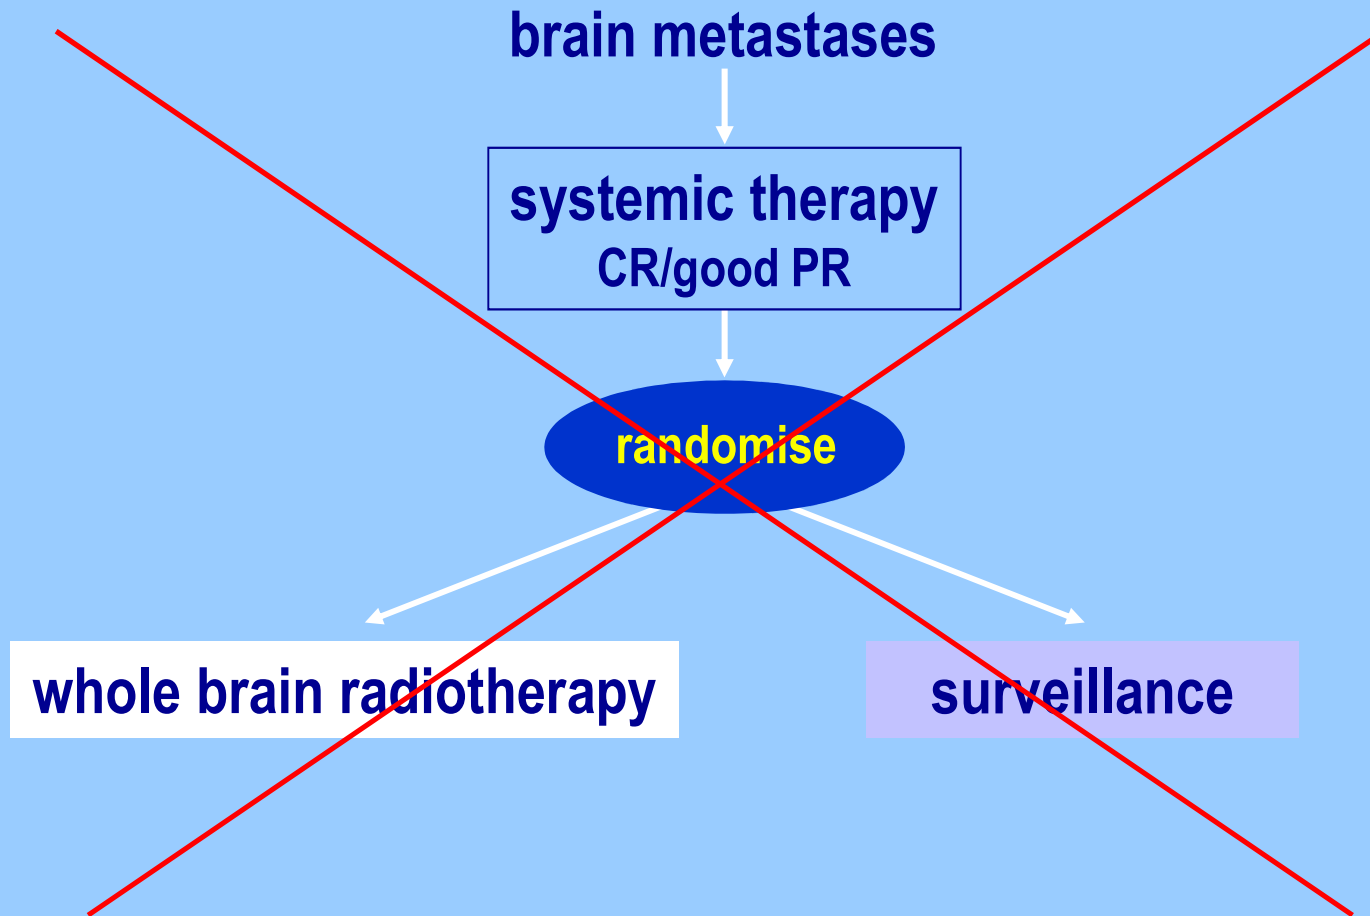 brain metastases
systemic therapy
CR/good PR
randomise
whole brain radiotherapy
surveillance